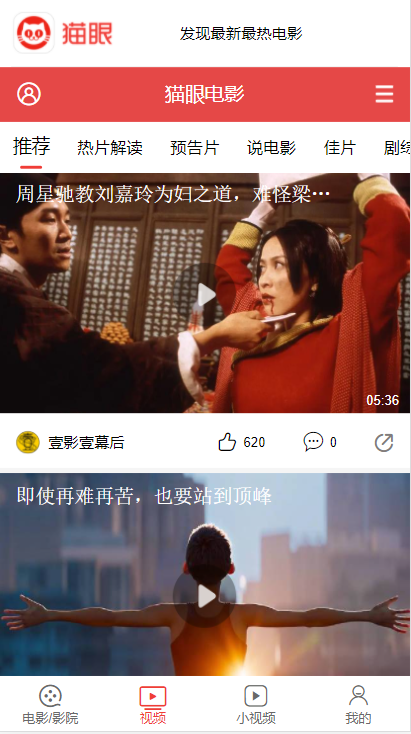 猫眼
发现最新最热电影
猫眼电影
推荐 热片解读 预告片 说电影 佳片 剧综
周星驰教刘嘉玲为妇之道，难怪梁…
05:36
壹影壹幕后 620 0
即使再难再苦，也要站到顶峰
电影/影院 视频 小视频 我的